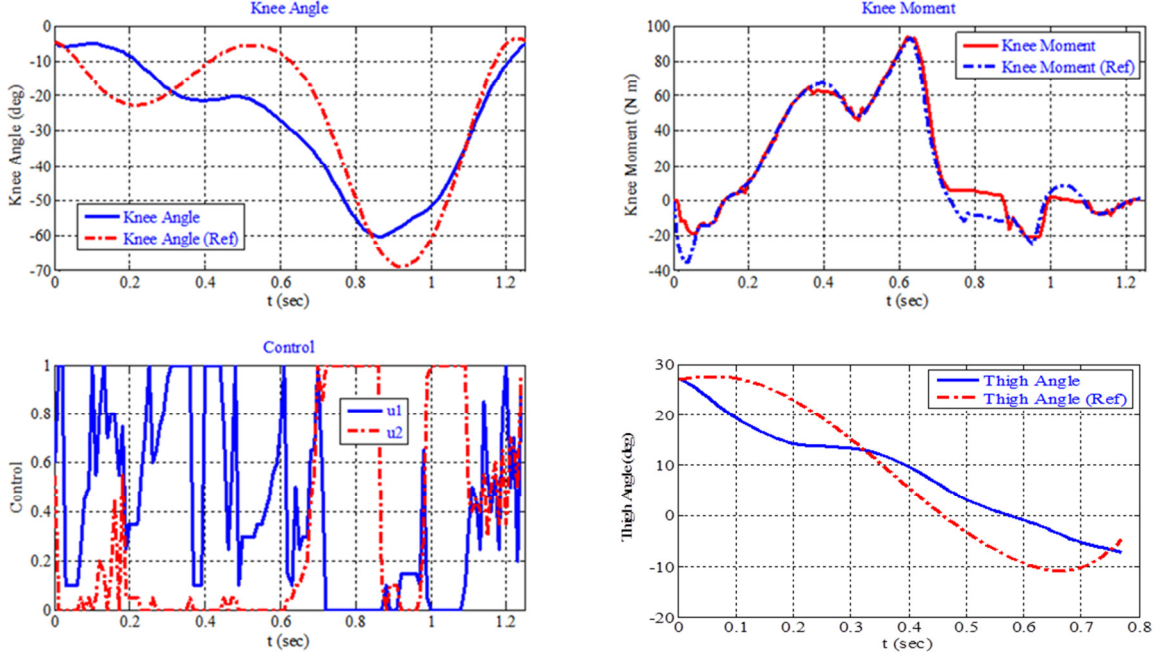 Knee Angle
0
-10
-20
-30
-40
-50
-60
-70
Knee Angle (deg)
Knee Angle
Knee Angle (Ref)
0 0.2 0.4 0.6 0.8 1 1.2
t (sec)
Knee Moment
100
80
60
40
20
0
-20
-40
Knee Moment (N m)
Knee Moment
Knee Moment (Ref)
0 0.2 0.4 0.6 0.8 1 1.2
t (sec)
Control
1
0.8
0.6
0.4
0.2
0
Control
u1
u2
0 0.2 0.4 0.6 0.8 1 1.2
t (sec)
30
20
10
0
-10
-20
Thigh Angle(deg)
Thigh Angle
Thigh Angle (Ref)
0 0.1 0.2 0.3 0.4 0.5 0.6 0.7 0.8
t (sec)